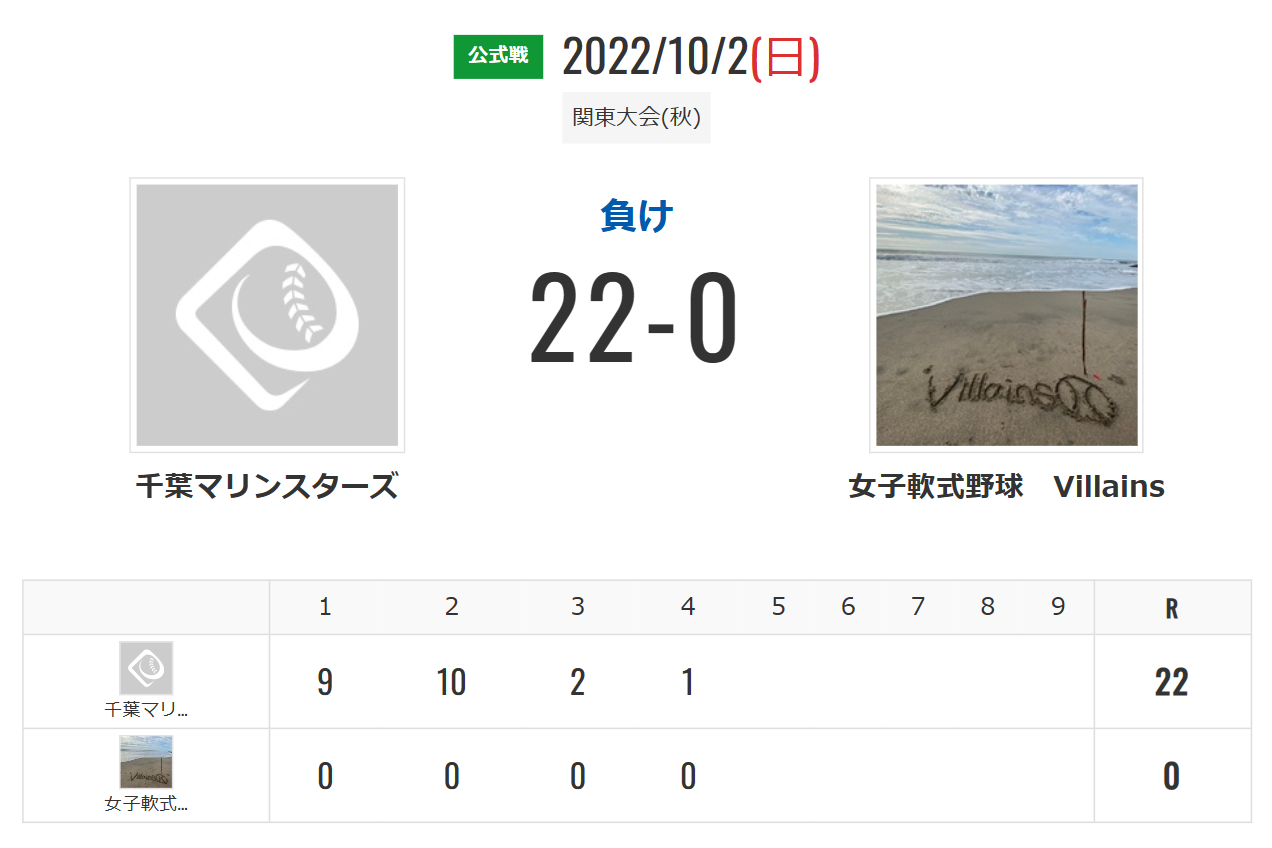 公式戦 2022/10/2(日)
関東大会(秋)
負け
22-0
Villains
千葉マリンスターズ
女子軟式野球　Villains
1 2 3 4 5 6 7 8 9 R
9 10 2 1 22
千葉マリ...
Villains
0 0 0 0 0
女子軟式...